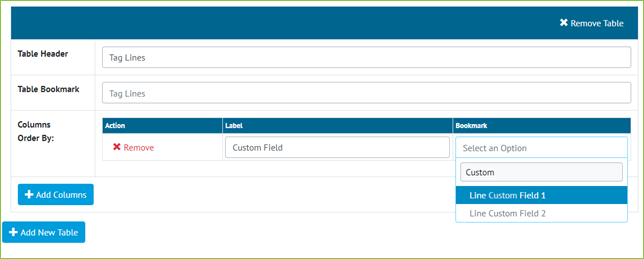 ✖ Remove Table
Table Header
Tag Lines
Table Bookmark
Tag Lines
Columns
Order By:
Action Label Bookmark
✖ Remove Custom Field Select an Option
Custom
Line Custom Field 1
Line Custom Field 2
+ Add Columns
+ Add New Table